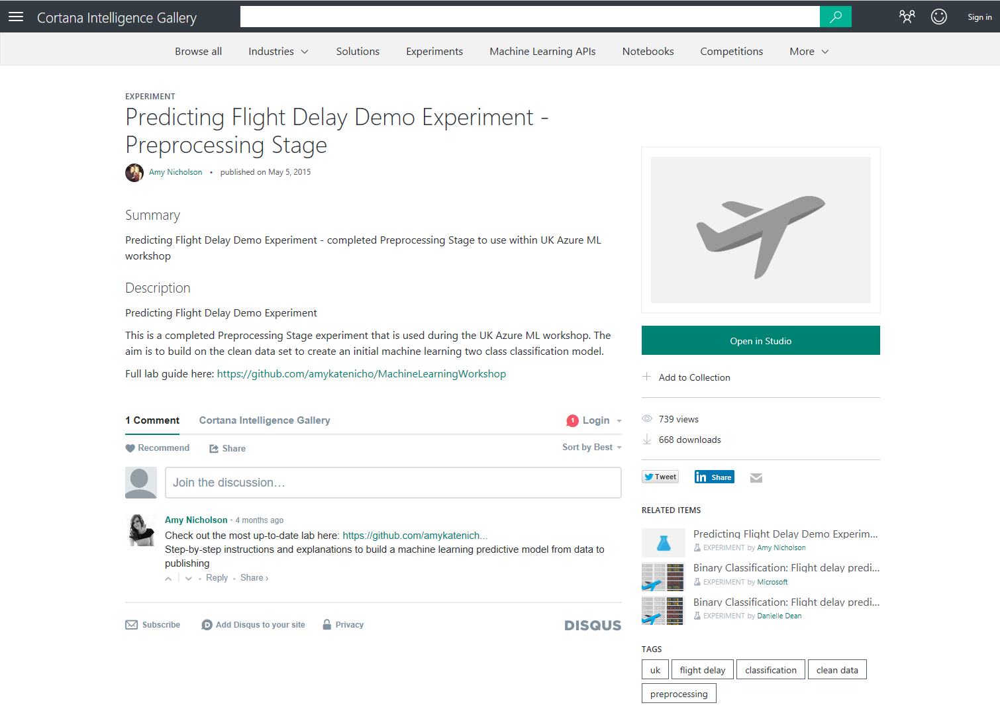 Cortana Intelligence Gallery
Sign in
Browse all Industries Solutions Experiments Machine Learning APIs Notebooks Competitions More
EXPERIMENT
Predicting Flight Delay Demo Experiment -
Preprocessing Stage
Amy Nicholson • published on May 5, 2015
Summary
Predicting Flight Delay Demo Experiment - completed Preprocessing Stage to use within UK Azure ML
workshop
Description
Predicting Flight Delay Demo Experiment
This is a completed Preprocessing Stage experiment that is used during the UK Azure ML workshop. The
aim is to build on the clean data set to create an initial machine learning two class classification model.
Full lab guide here: https://github.com/amykatenicho/MachineLearningWorkshop
1 Comment Cortana Intelligence Gallery 1 Login
Recommend Share Sort by Best
Join the discussion…
Amy Nicholson • 4 months ago
Check out the most up-to-date lab here: https://github.com/amykatenich...
Step-by-step instructions and explanations to build a machine learning predictive model from data to
publishing
• Reply • Share ›
Subscribe D Add Disqus to your site Privacy DISQUS
Open in Studio
Add to Collection
739 views
668 downloads
Tweet in Share
RELATED ITEMS
Predicting Flight Delay Demo Experim...
EXPERIMENT by Amy Nicholson
Binary Classification: Flight delay predi...
EXPERIMENT by Microsoft
Binary Classification: Flight delay predi...
EXPERIMENT by Danielle Dean
TAGS
uk flight delay classification clean data
preprocessing